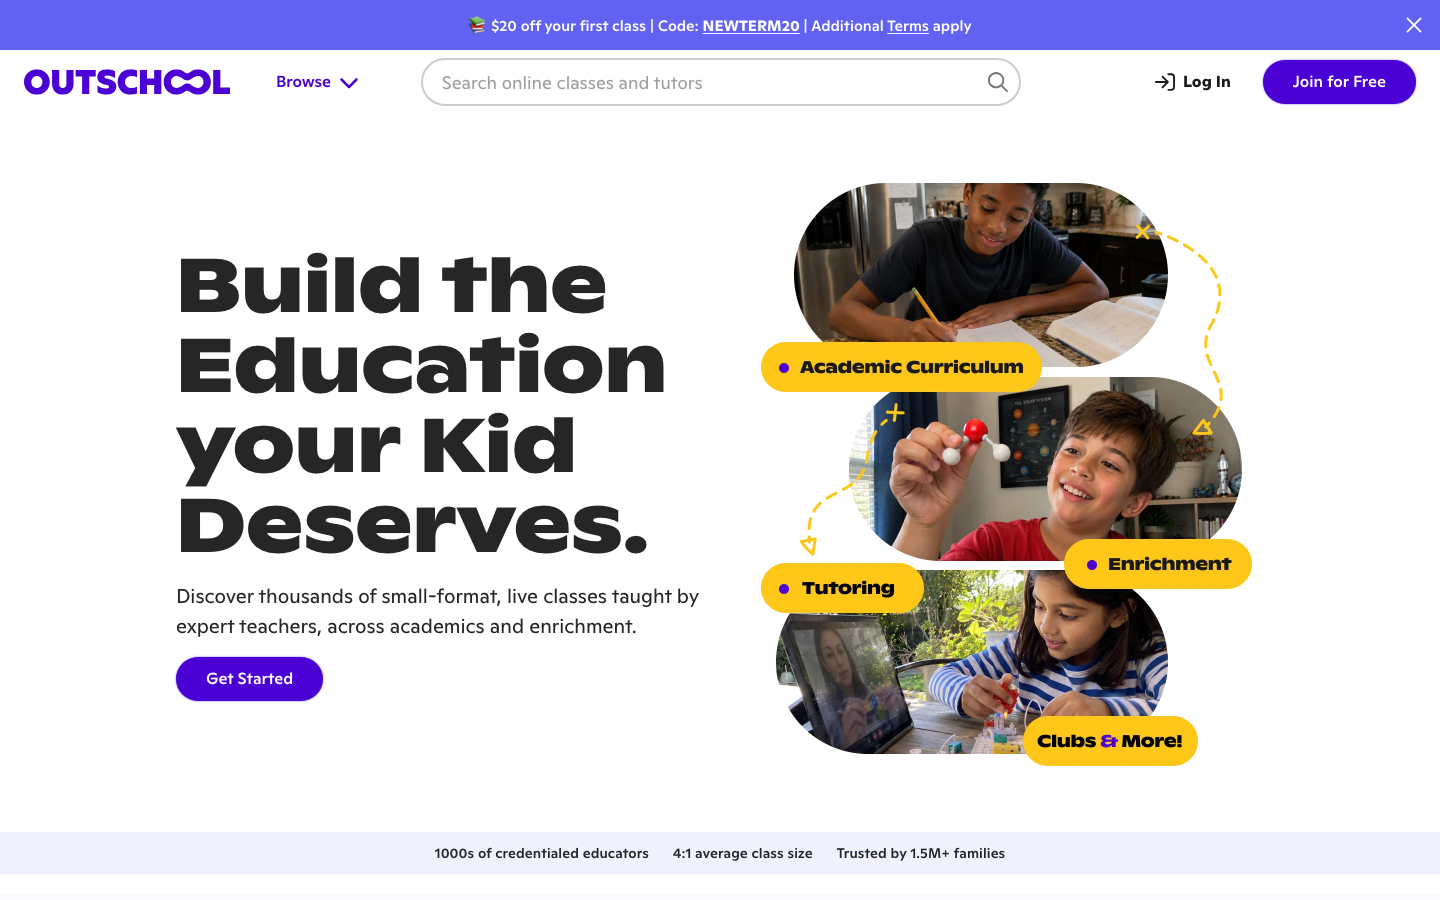 📚 $20 off your first class | Code: NEWTERM20 | Additional Terms apply
OUTSCHOOL
Browse
Search online classes and tutors
Log In
Join for Free
Build the
Education
your Kid
Deserves.
Discover thousands of small-format, live classes taught by
expert teachers, across academics and enrichment.
Get Started
Academic Curriculum
THE SOLAR SYSTEM
Enrichment
Tutoring
Clubs & More!
1000s of credentialed educators
4:1 average class size
Trusted by 1.5M+ families